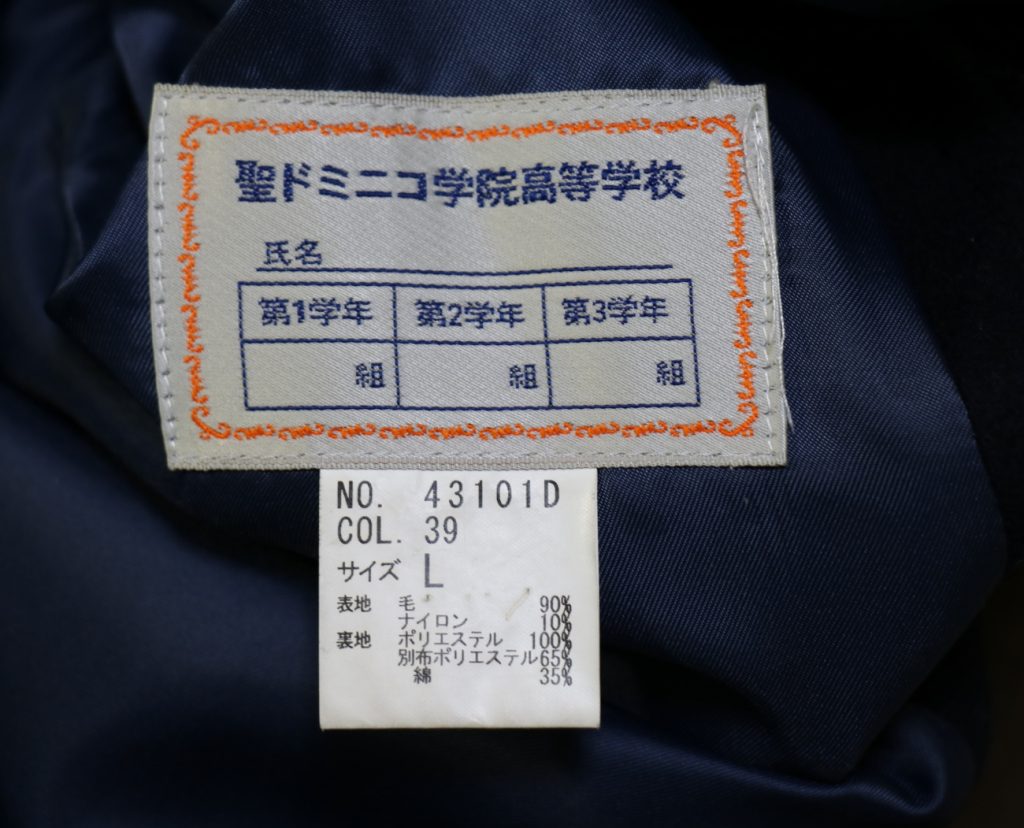 聖ドミニコ学院高等学校
氏名
第1学年 第2学年 第3学年
組 組 組
NO. 43101D
COL. 39
サイズ L
表地 毛 90%
ナイロン 10%
裏地 ポリエステル 100%
別布ポリエステル65%
綿 35%